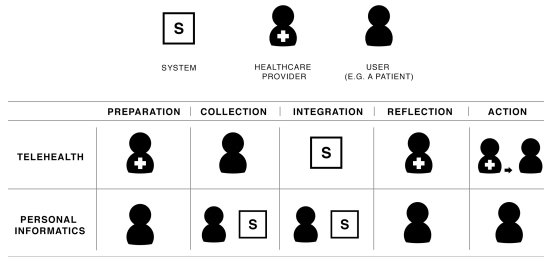 S
SYSTEM
HEALTHCARE
PROVIDER
USER
(E.G. A PATIENT)
PREPARATION | COLLECTION | INTEGRATION | REFLECTION | ACTION
TELEHEALTH
S
PERSONAL
INFORMATICS
S
S